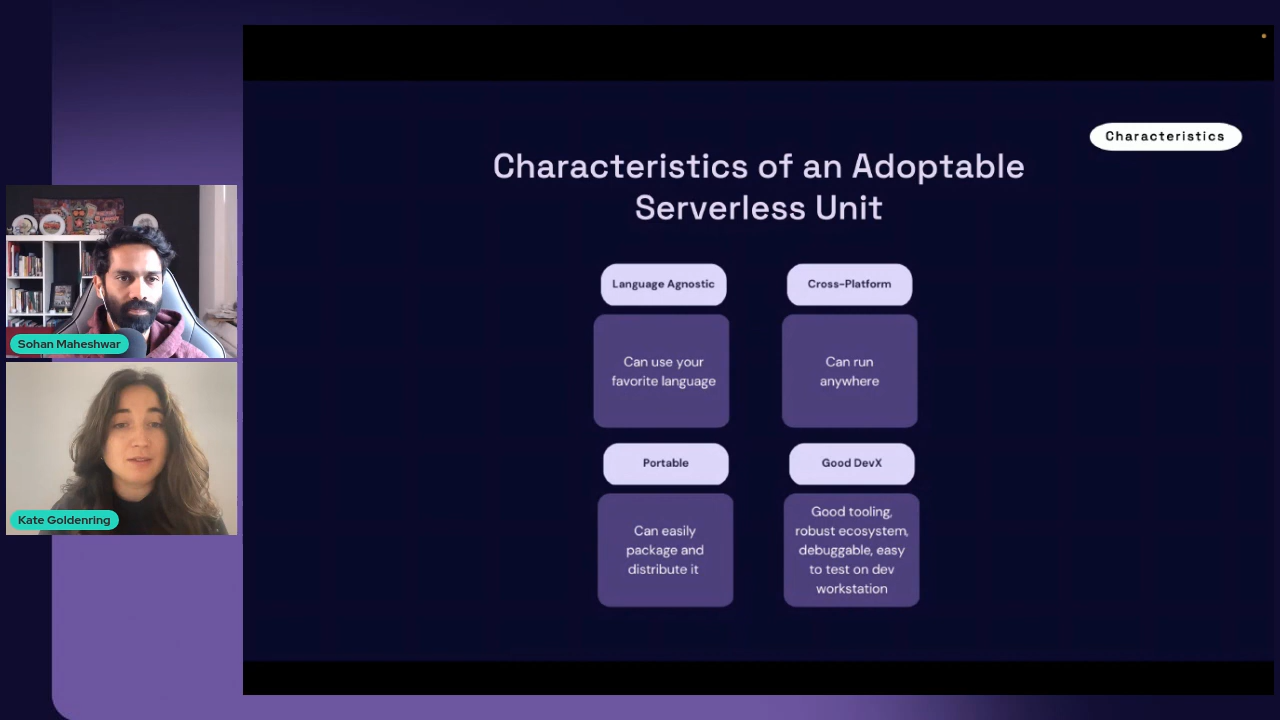 Characteristics
Characteristics of an Adoptable
Serverless Unit
Language Agnostic
Can use your
favorite language
Cross-Platform
Can run
anywhere
Portable
Can easily
package and
distribute it
Good DevX
Good tooling,
robust ecosystem,
debuggable, easy
to test on dev
workstation
Sohan Maheshwar
Kate Goldenring